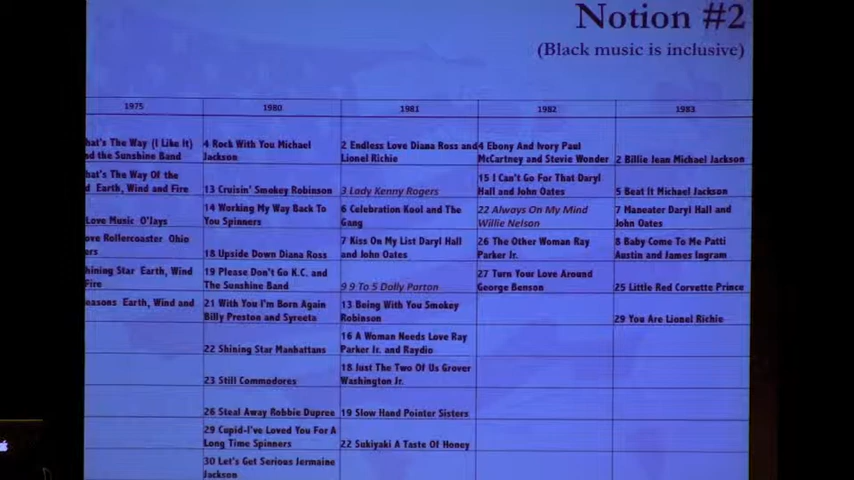 Notion #2
(Black music is inclusive)
1975
1980
1981
1982
1983
hat's The Way (I Like It)
d the Sunshine Band
hat's The Way Of the
d Earth, Wind and Fire
Love Music O'Jays
ove Rollercoaster Ohio
ers
hining Star Earth, Wind
Fire
easons Earth, Wind and
4 Rock With You Michael
Jackson
13 Cruisin' Smokey Robinson
14 Working My Way Back To
You Spinners
18 Upside Down Diana Ross
19 Please Don't Go K.C. and
The Sunshine Band
21 With You I'm Born Again
Billy Preston and Syreeta
22 Shining Star Manhattans
23 Still Commodores
26 Steal Away Robbie Dupree
29 Cupid-I've Loved You For A
Long Time Spinners
30 Let's Get Serious Jermaine
Jackson
2 Endless Love Diana Ross and
Lionel Richie
3 Lady Kenny Rogers
6 Celebration Kool and The
Gang
7 Kiss On My List Daryl Hall
and John Oates
9 9 To 5 Dolly Parton
13 Being With You Smokey
Robinson
16 A Woman Needs Love Ray
Parker Jr. and Raydio
18 Just The Two Of Us Grover
Washington Jr.
19 Slow Hand Pointer Sisters
22 Sukiyaki A Taste Of Honey
4 Ebony And Ivory Paul
McCartney and Stevie Wonder
15 I Can't Go For That Daryl
Hall and John Oates
22 Always On My Mind
Willie Nelson
26 The Other Woman Ray
Parker Jr.
27 Turn Your Love Around
George Benson
2 Billie Jean Michael Jackson
5 Beat It Michael Jackson
7 Maneater Daryl Hall and
John Oates
8 Baby Come To Me Patti
Austin and James Ingram
25 Little Red Corvette Prince
29 You Are Lionel Richie